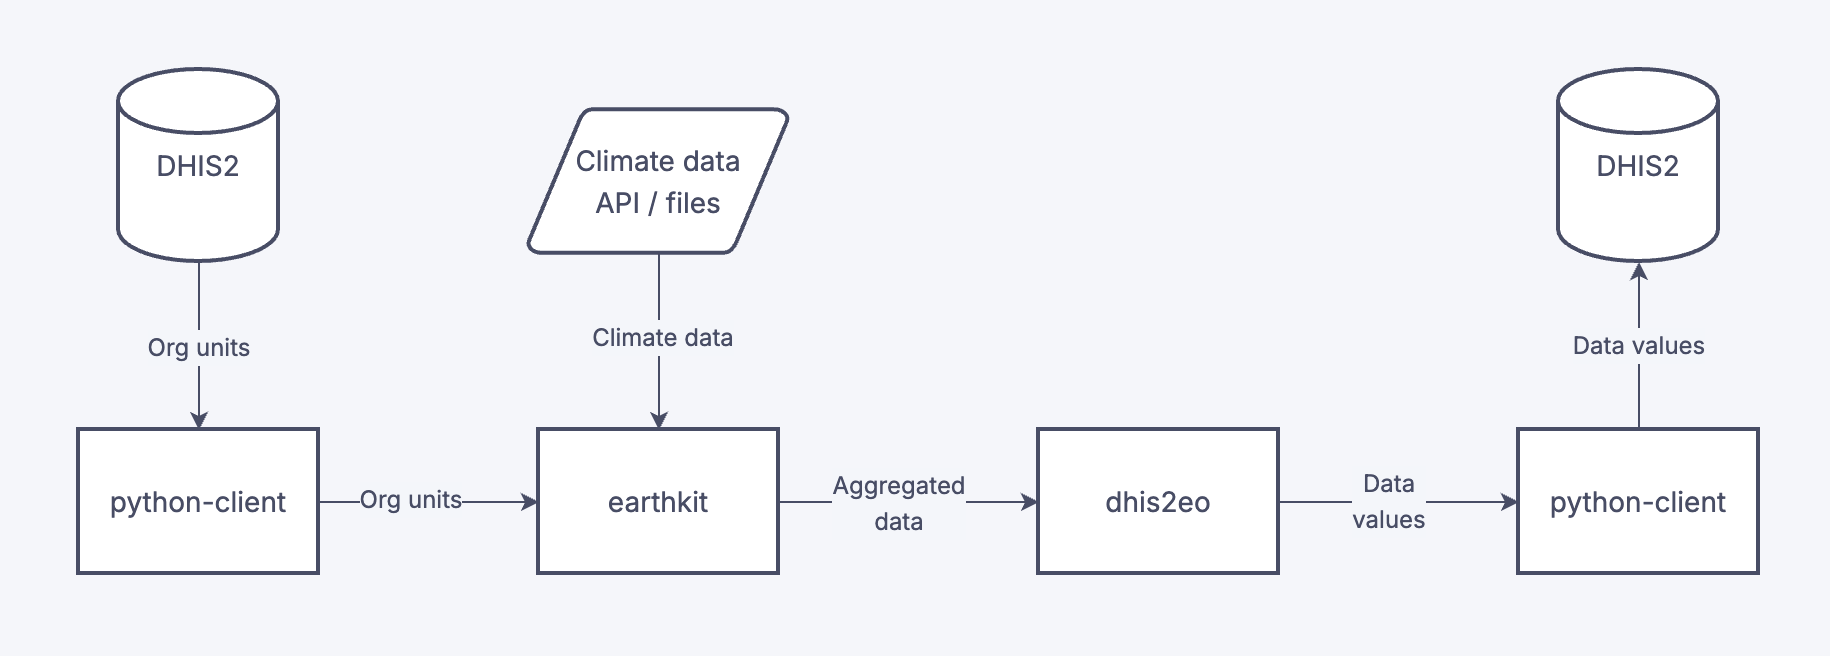 DHIS2
Climate data
API / files
DHIS2
Org units
Climate data
Data values
python-client
Org units
earthkit
Aggregated
data
dhis2eo
Data
values
python-client